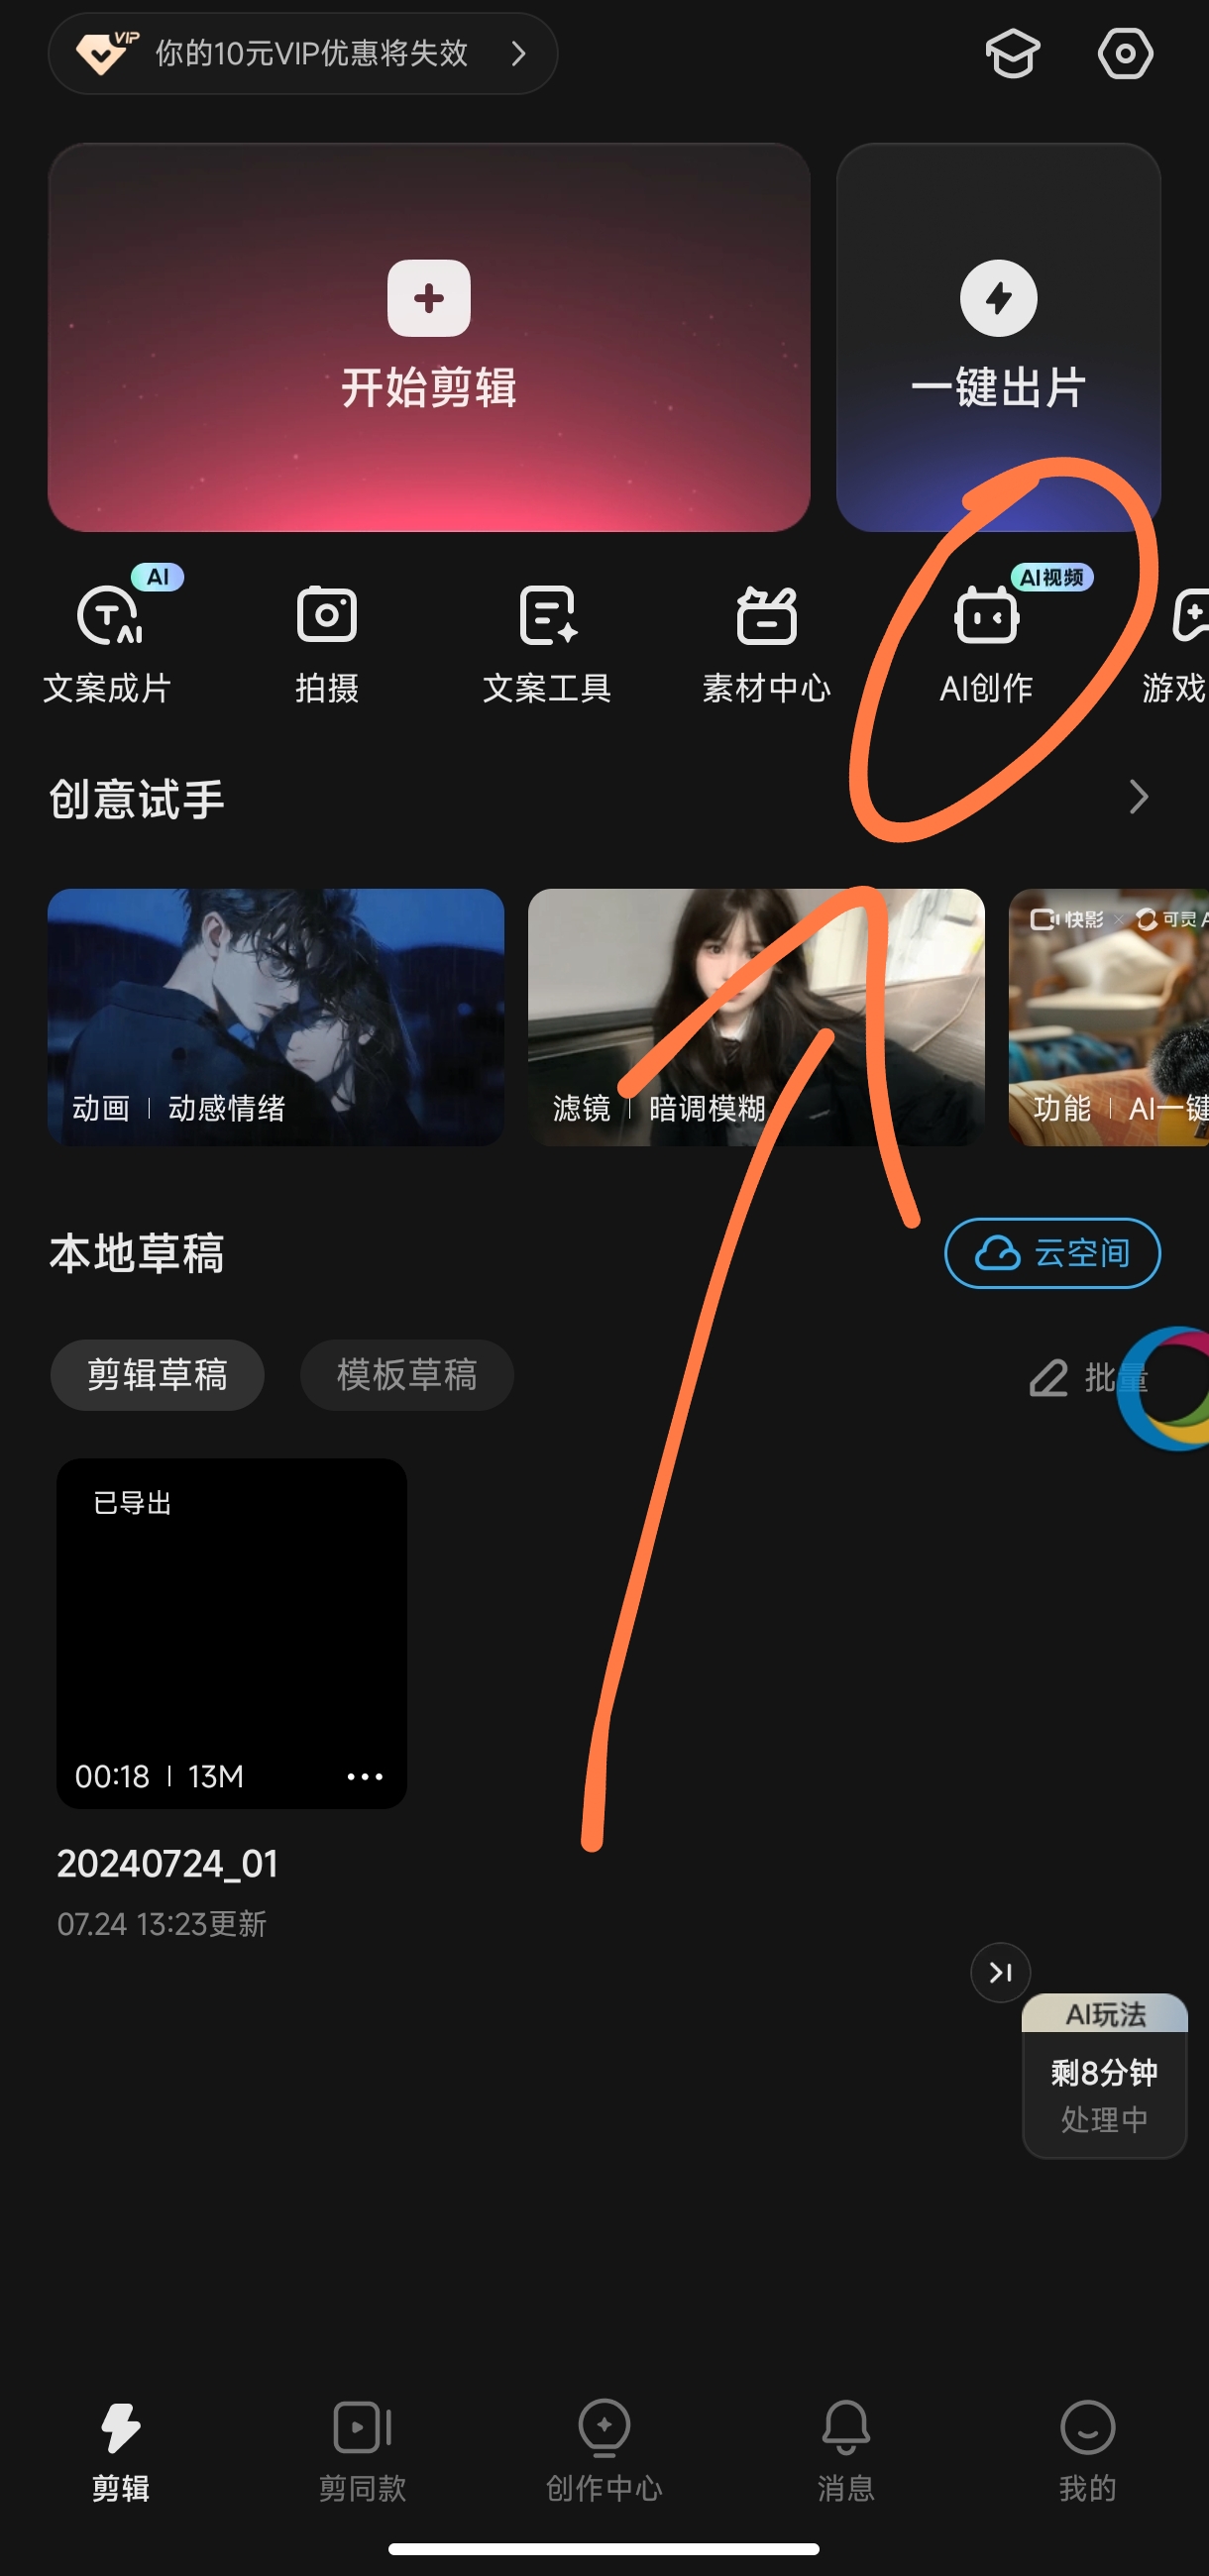 VIP 你的10元VIP优惠将失效
开始剪辑
一键出片
AI
AI视频
文案成片
拍摄
文案工具
素材中心
AI创作
游戏
创意试手
快影 × 可灵 A
动画 | 动感情绪
滤镜 | 暗调模糊
功能 | AI一键
本地草稿
云空间
剪辑草稿
模板草稿
批量
已导出
00:18 | 13M
20240724_01
07.24 13:23更新
AI玩法
剩8分钟
处理中
剪辑
剪同款
创作中心
消息
我的